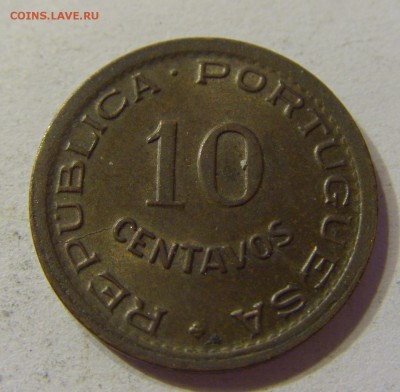 COINS.LAVE.RU
REPUBLICA · PORTUGUESA
10
CENTAVOS